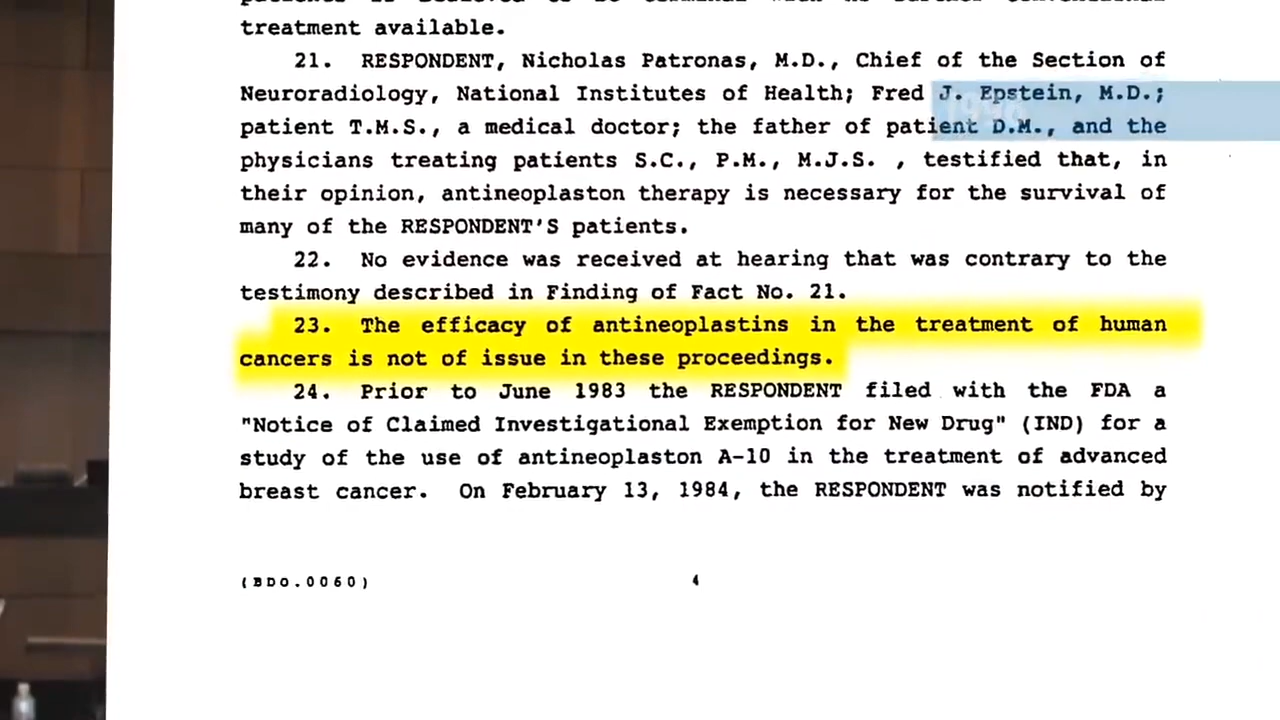 treatment available.
21. RESPONDENT, Nicholas Patronas, M.D., Chief of the Section of
Neuroradiology, National Institutes of Health; Fred J. Epstein, M.D.;
patient T.M.S., a medical doctor; the father of patient D.M., and the
physicians treating patients S.C., P.M., M.J.S. , testified that, in
their opinion, antineoplaston therapy is necessary for the survival of
many of the RESPONDENT'S patients.
22. No evidence was received at hearing that was contrary to the
testimony described in Finding of Fact No. 21.
23. The efficacy of antineoplastins in the treatment of human
cancers is not of issue in these proceedings.
24. Prior to June 1983 the RESPONDENT filed with the FDA a
"Notice of Claimed Investigational Exemption for New Drug" (IND) for a
study of the use of antineoplaston A-10 in the treatment of advanced
breast cancer. On February 13, 1984, the RESPONDENT was notified by
(BDO.0060)
4